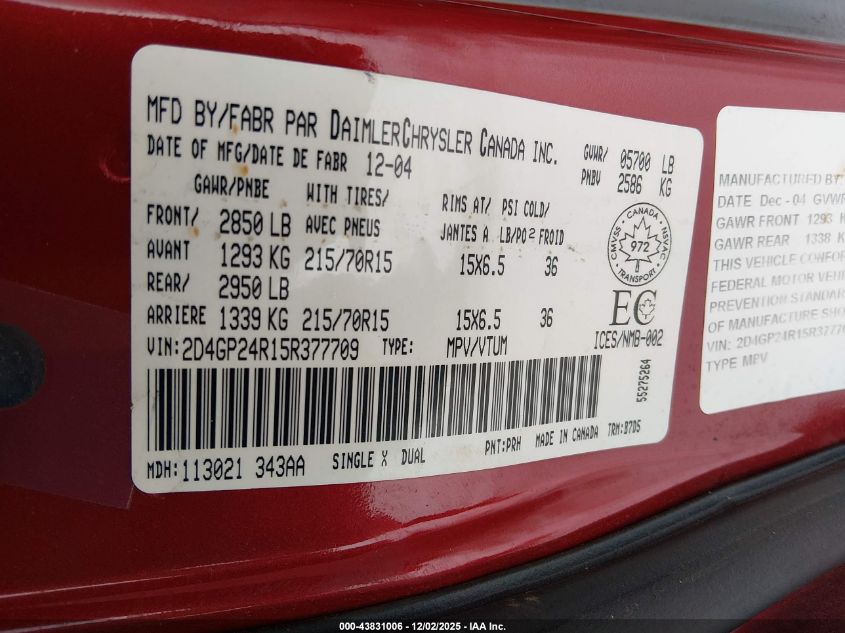 MFD BY/FABR PAR DAIMLERCHRYSLER CANADA INC.
DATE OF MFG/DATE DE FABR 12-04
GVWR/ 05700 LB
PNBV 2586 KG
GAWR/PNBE WITH TIRES/ RIMS AT/ PSI COLD/
FRONT/ 2850 LB AVEC PNEUS JANTES A. LB/PO2 FROID
AVANT 1293 KG 215/70R15 15X6.5 36
REAR/ 2950 LB
ARRIERE 1339 KG 215/70R15 15X6.5 36
CANADA
CMVSS 972 NSVAC
TRANSPORT
EC
ICES/NMB-002
VIN: 2D4GP24R15R377709 TYPE: MPV/VTUM
55275264
MDH: 113021 343AA SINGLE X DUAL PNT: PRH MADE IN CANADA TRM: B7D5
MANUFACTURED BY:
DATE Dec-04 GVWR
GAWR FRONT 1293 K
GAWR REAR 1338 K
THIS VEHICLE CONFOR
FEDERAL MOTOR VEHIC
PREVENTION STANDAR
OF MANUFACTURE SHO
VIN: 2D4GP24R15R37770
TYPE MPV
000-43831006 - 12/02/2025 - IAA Inc.